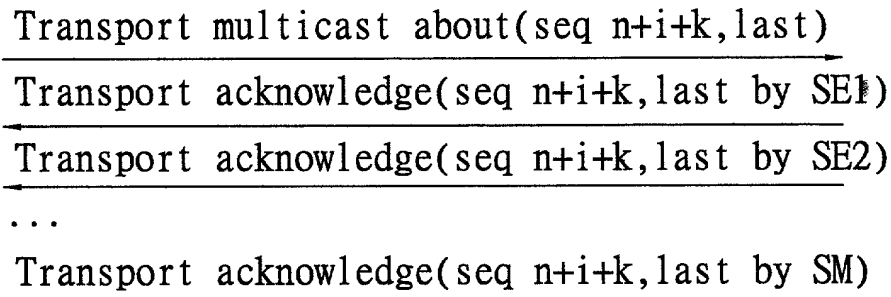 Transport multicast about(seq n+i+k,last)
Transport acknowledge(seq n+i+k,last by SE1)
Transport acknowledge(seq n+i+k,last by SE2)
...
Transport acknowledge(seq n+i+k,last by SM)